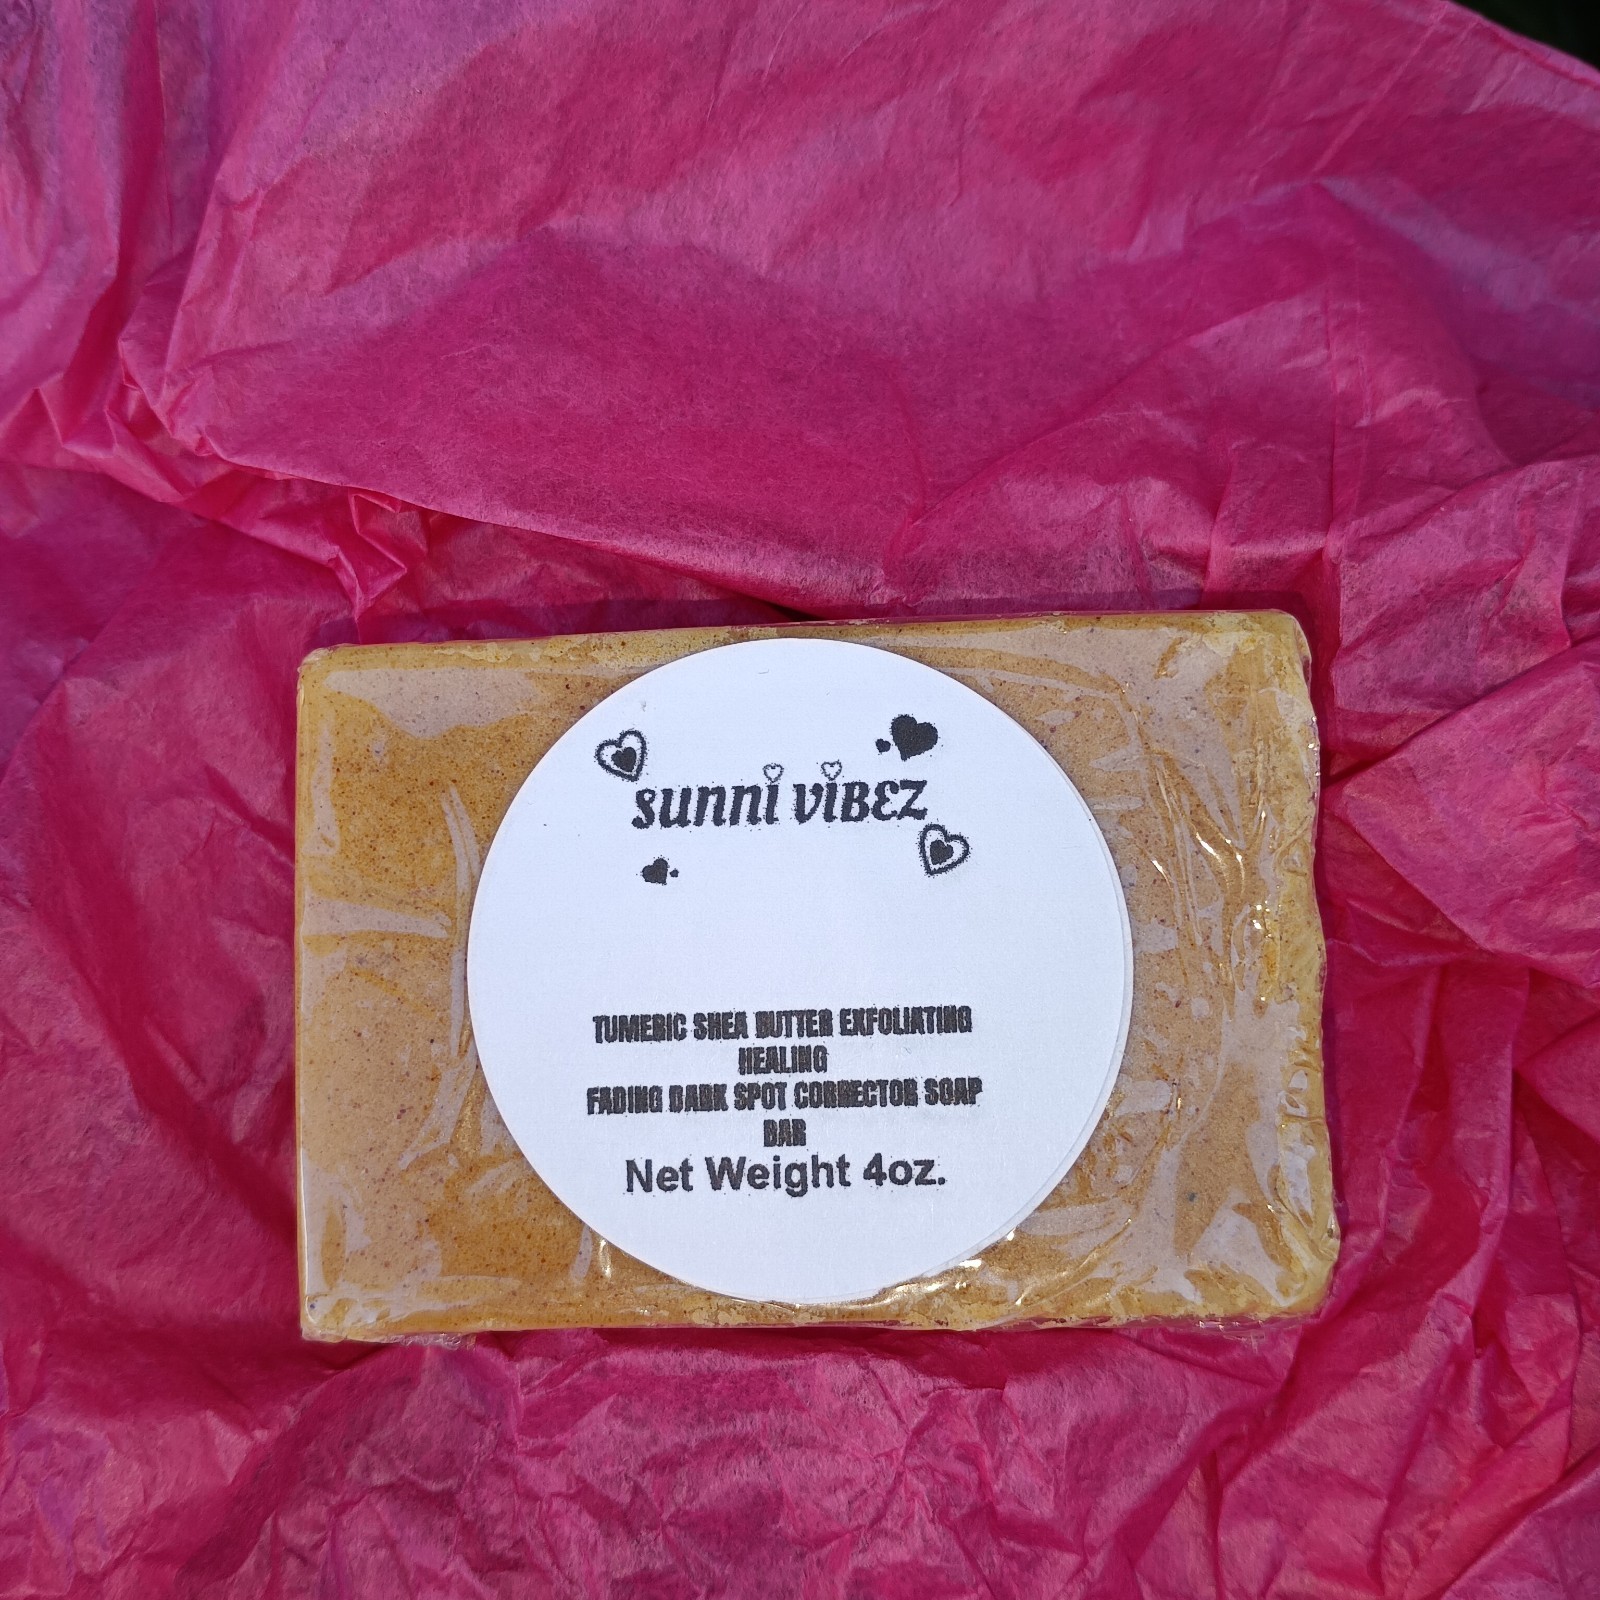 sunni viBEZ
TUMERIC SHEA BUTTER EXFOLIATING
HEALING
FADING DARK SPOT CORRECTOR SOAP
BAR
Net Weight 4oz.